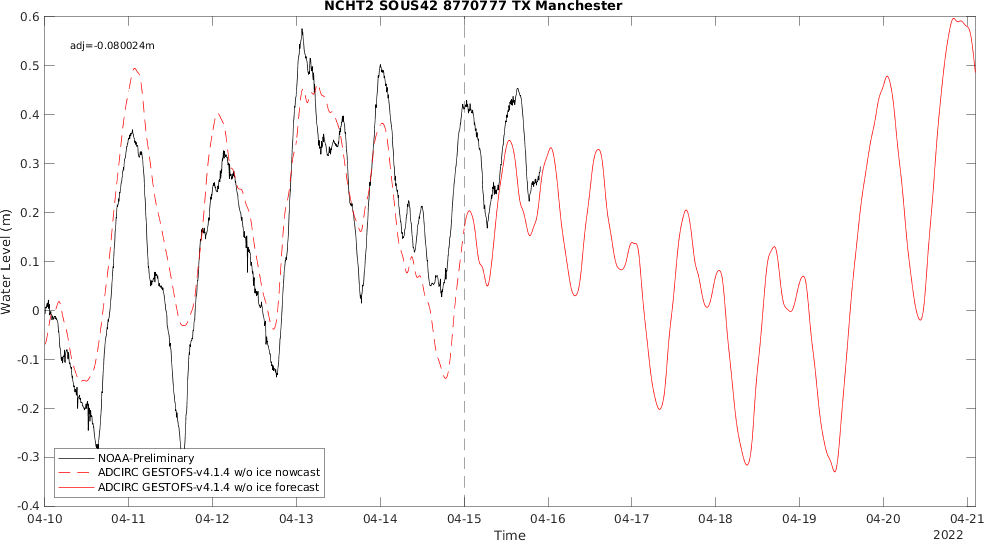 NCHT2 SOUS42 8770777 TX Manchester
adj=-0.080024m
0.6
0.5
0.4
0.3
0.2
0.1
0
-0.1
-0.2
-0.3
-0.4
Water Level (m)
NOAA-Preliminary
ADCIRC GESTOFS-v4.1.4 w/o ice nowcast
ADCIRC GESTOFS-v4.1.4 w/o ice forecast
04-10 04-11 04-12 04-13 04-14 04-15 04-16 04-17 04-18 04-19 04-20 04-21
Time
2022